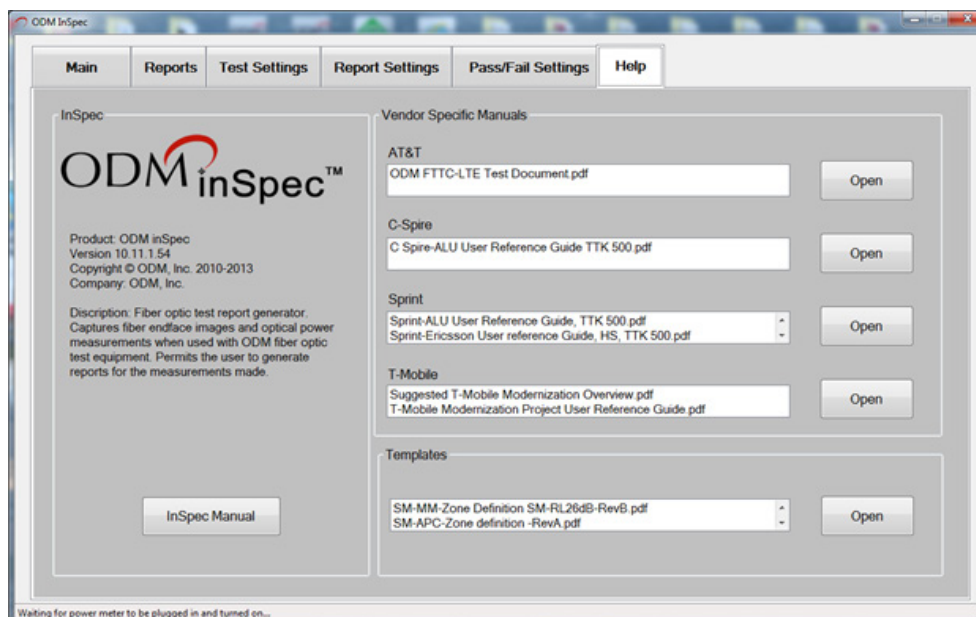 ODM InSpec
Main
Reports
Test Settings
Report Settings
Pass/Fail Settings
Help
InSpec
ODM inSpec™
Product: ODM inSpec
Version 10.11.1.54
Copyright © ODM, Inc. 2010-2013
Company: ODM, Inc.
Discription: Fiber optic test report generator.
Captures fiber endface images and optical power
measurements when used with ODM fiber optic
test equipment. Permits the user to generate
reports for the measurements made.
InSpec Manual
Vendor Specific Manuals
AT&T
ODM FTTC-LTE Test Document.pdf
Open
C-Spire
C Spire-ALU User Reference Guide TTK 500.pdf
Open
Sprint
Sprint-ALU User Reference Guide, TTK 500.pdf
Sprint-Ericsson User reference Guide, HS, TTK 500.pdf
Open
T-Mobile
Suggested T-Mobile Modernization Overview.pdf
T-Mobile Modernization Project User Reference Guide.pdf
Open
Templates
SM-MM-Zone Definition SM-RL26dB-RevB.pdf
SM-APC-Zone definition -RevA.pdf
Open
Waiting for power meter to be plugged in and turned on...